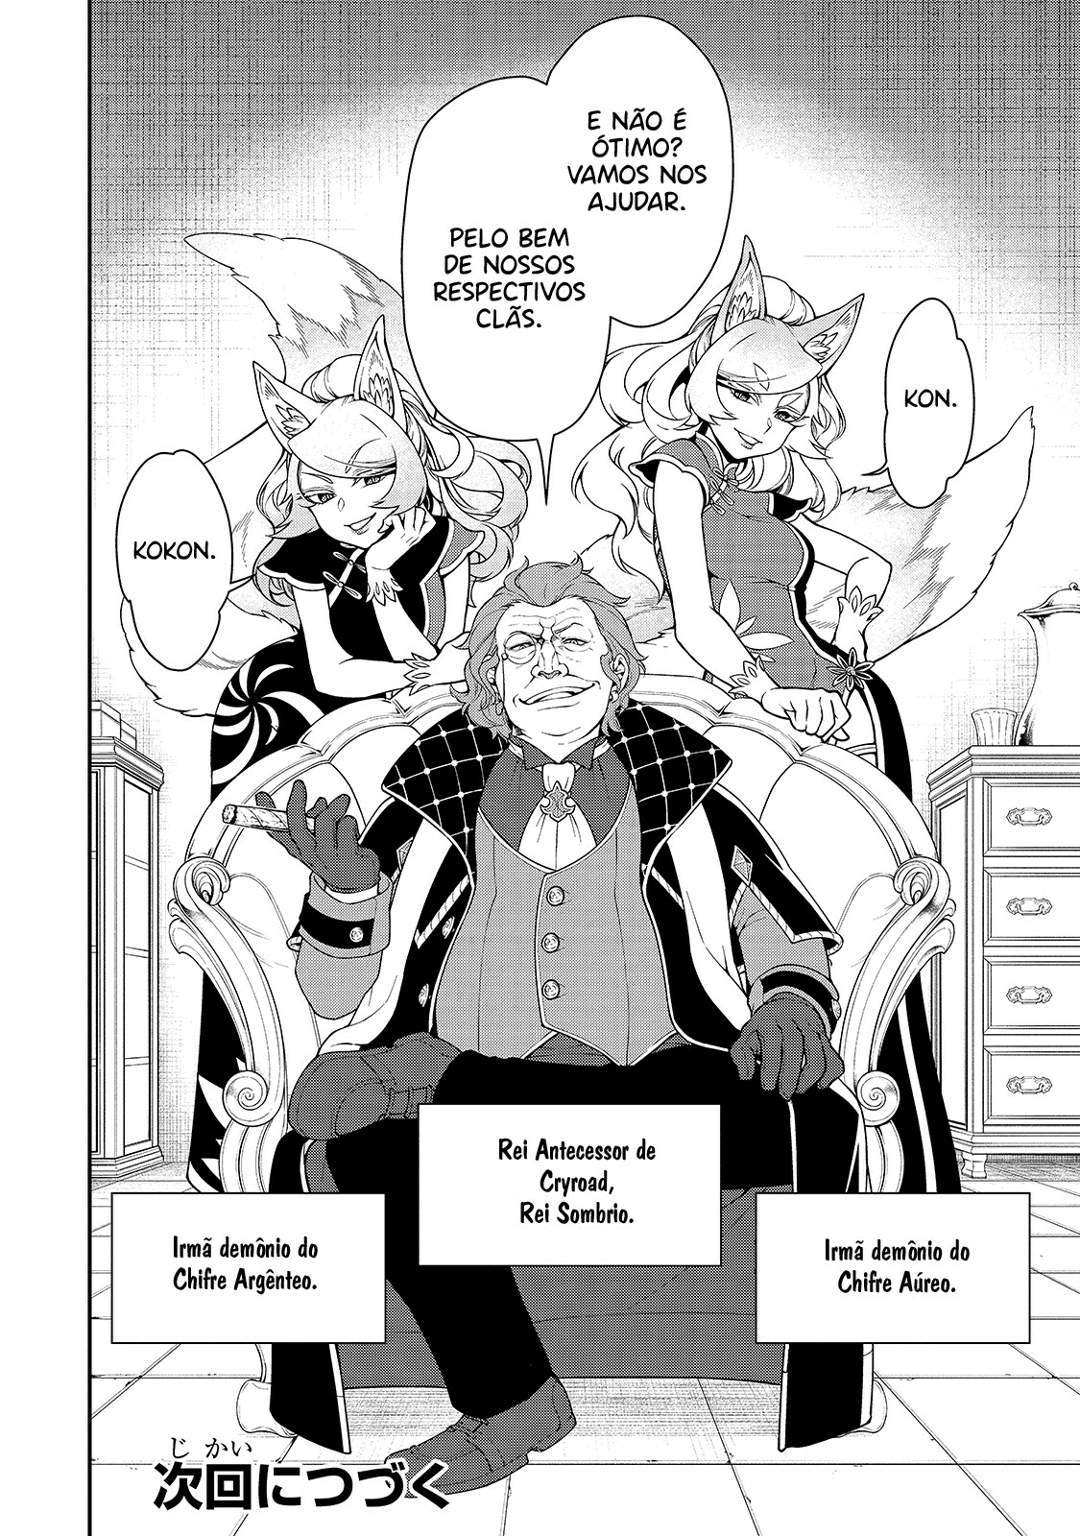 E NÃO É
ÓTIMO?
VAMOS NOS
AJUDAR.
PELO BEM
DE NOSSOS
RESPECTIVOS
CLÃS.
KON.
KOKON.
Rei Antecessor de
Cryroad,
Rei Sombrio.
Irmã demônio do
Chifre Argênteo.
Irmã demônio do
Chifre Aúreo.
じかい
次回につづく